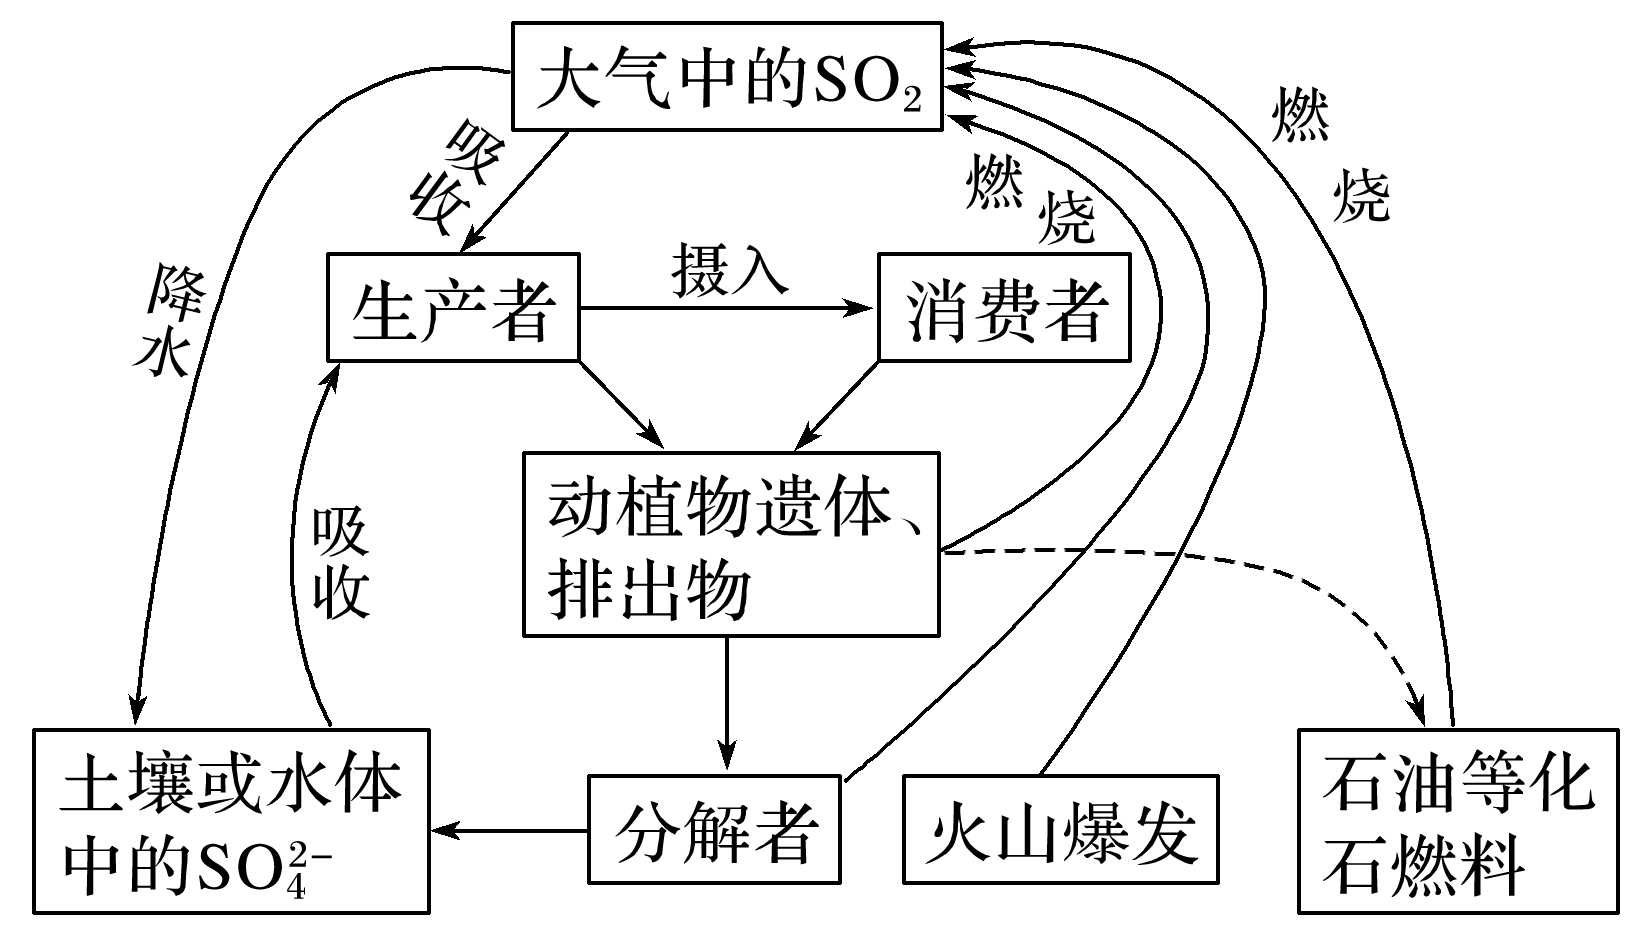 大气中的SO₂
燃
烧
吸
收
燃
烧
降
水
生产者
摄入
消费者
动植物遗体、
排出物
吸
收
土壤或水体
中的SO₄²⁻
分解者
火山爆发
石油等化
石燃料